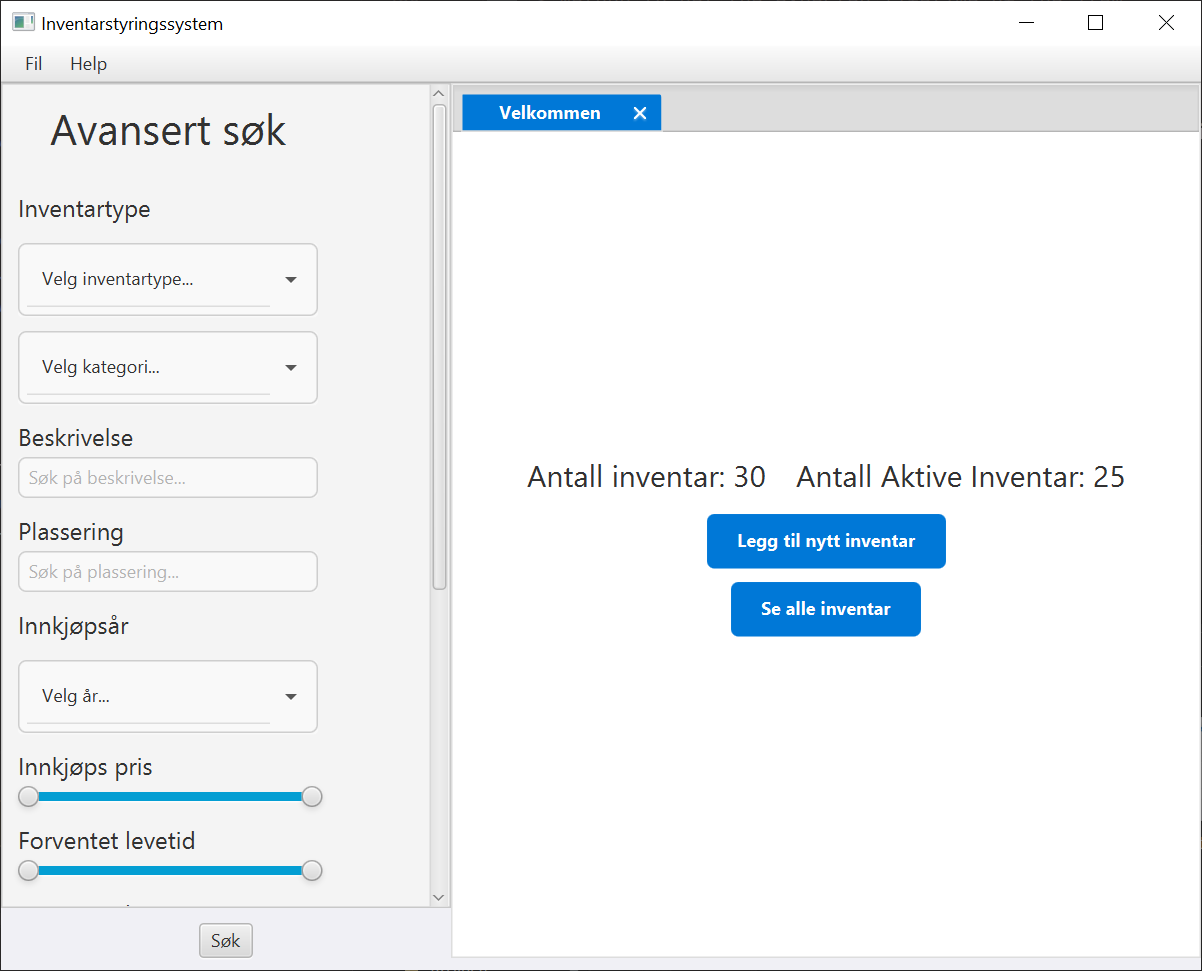 Inventarstyringssystem
Fil Help
Avansert søk
Inventartype
Velg inventartype...
Velg kategori...
Beskrivelse
Søk på beskrivelse...
Plassering
Søk på plassering...
Innkjøpsår
Velg år...
Innkjøps pris
Forventet levetid
Søk
Velkommen
Antall inventar: 30 Antall Aktive Inventar: 25
Legg til nytt inventar
Se alle inventar